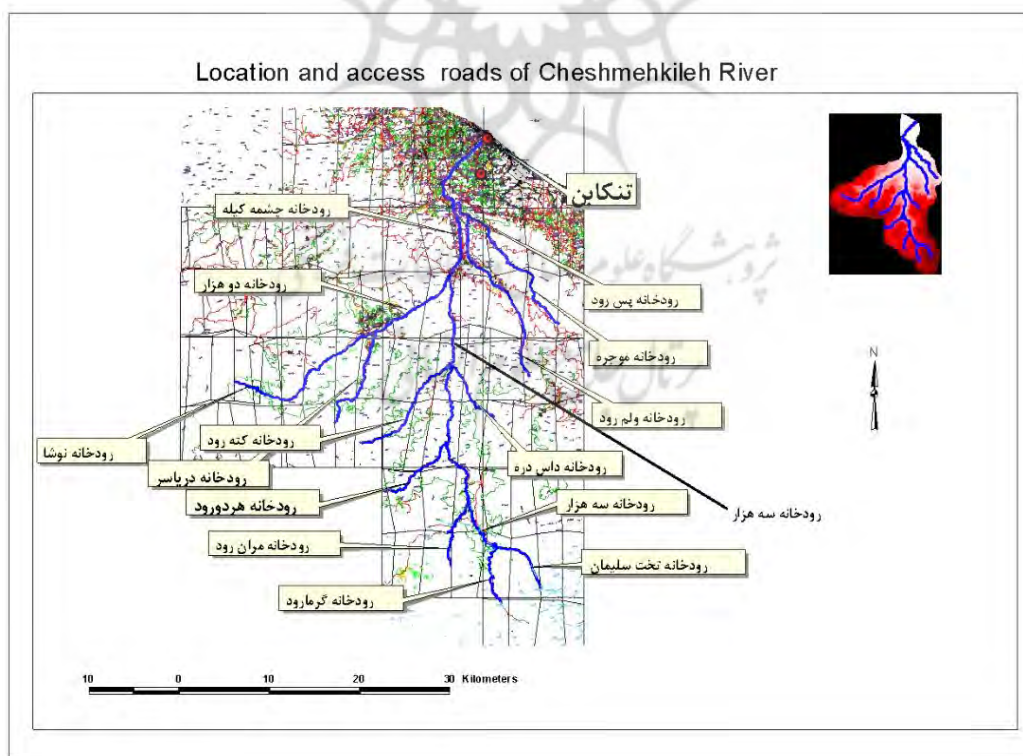 Location and access roads of Cheshmehkileh River
تنکابن
رودخانه چشمه کیله
رودخانه دو هزار
رودخانه پس رود
رودخانه موجره
رودخانه ولم رود
رودخانه کته رود
رودخانه نوشا
رودخانه دریاسر
رودخانه داس دره
رودخانه هردورود
رودخانه سه هزار
رودخانه سه هزار
رودخانه مران رود
رودخانه تخت سلیمان
رودخانه گرمارود
N
10 0 10 20 30 Kilometers